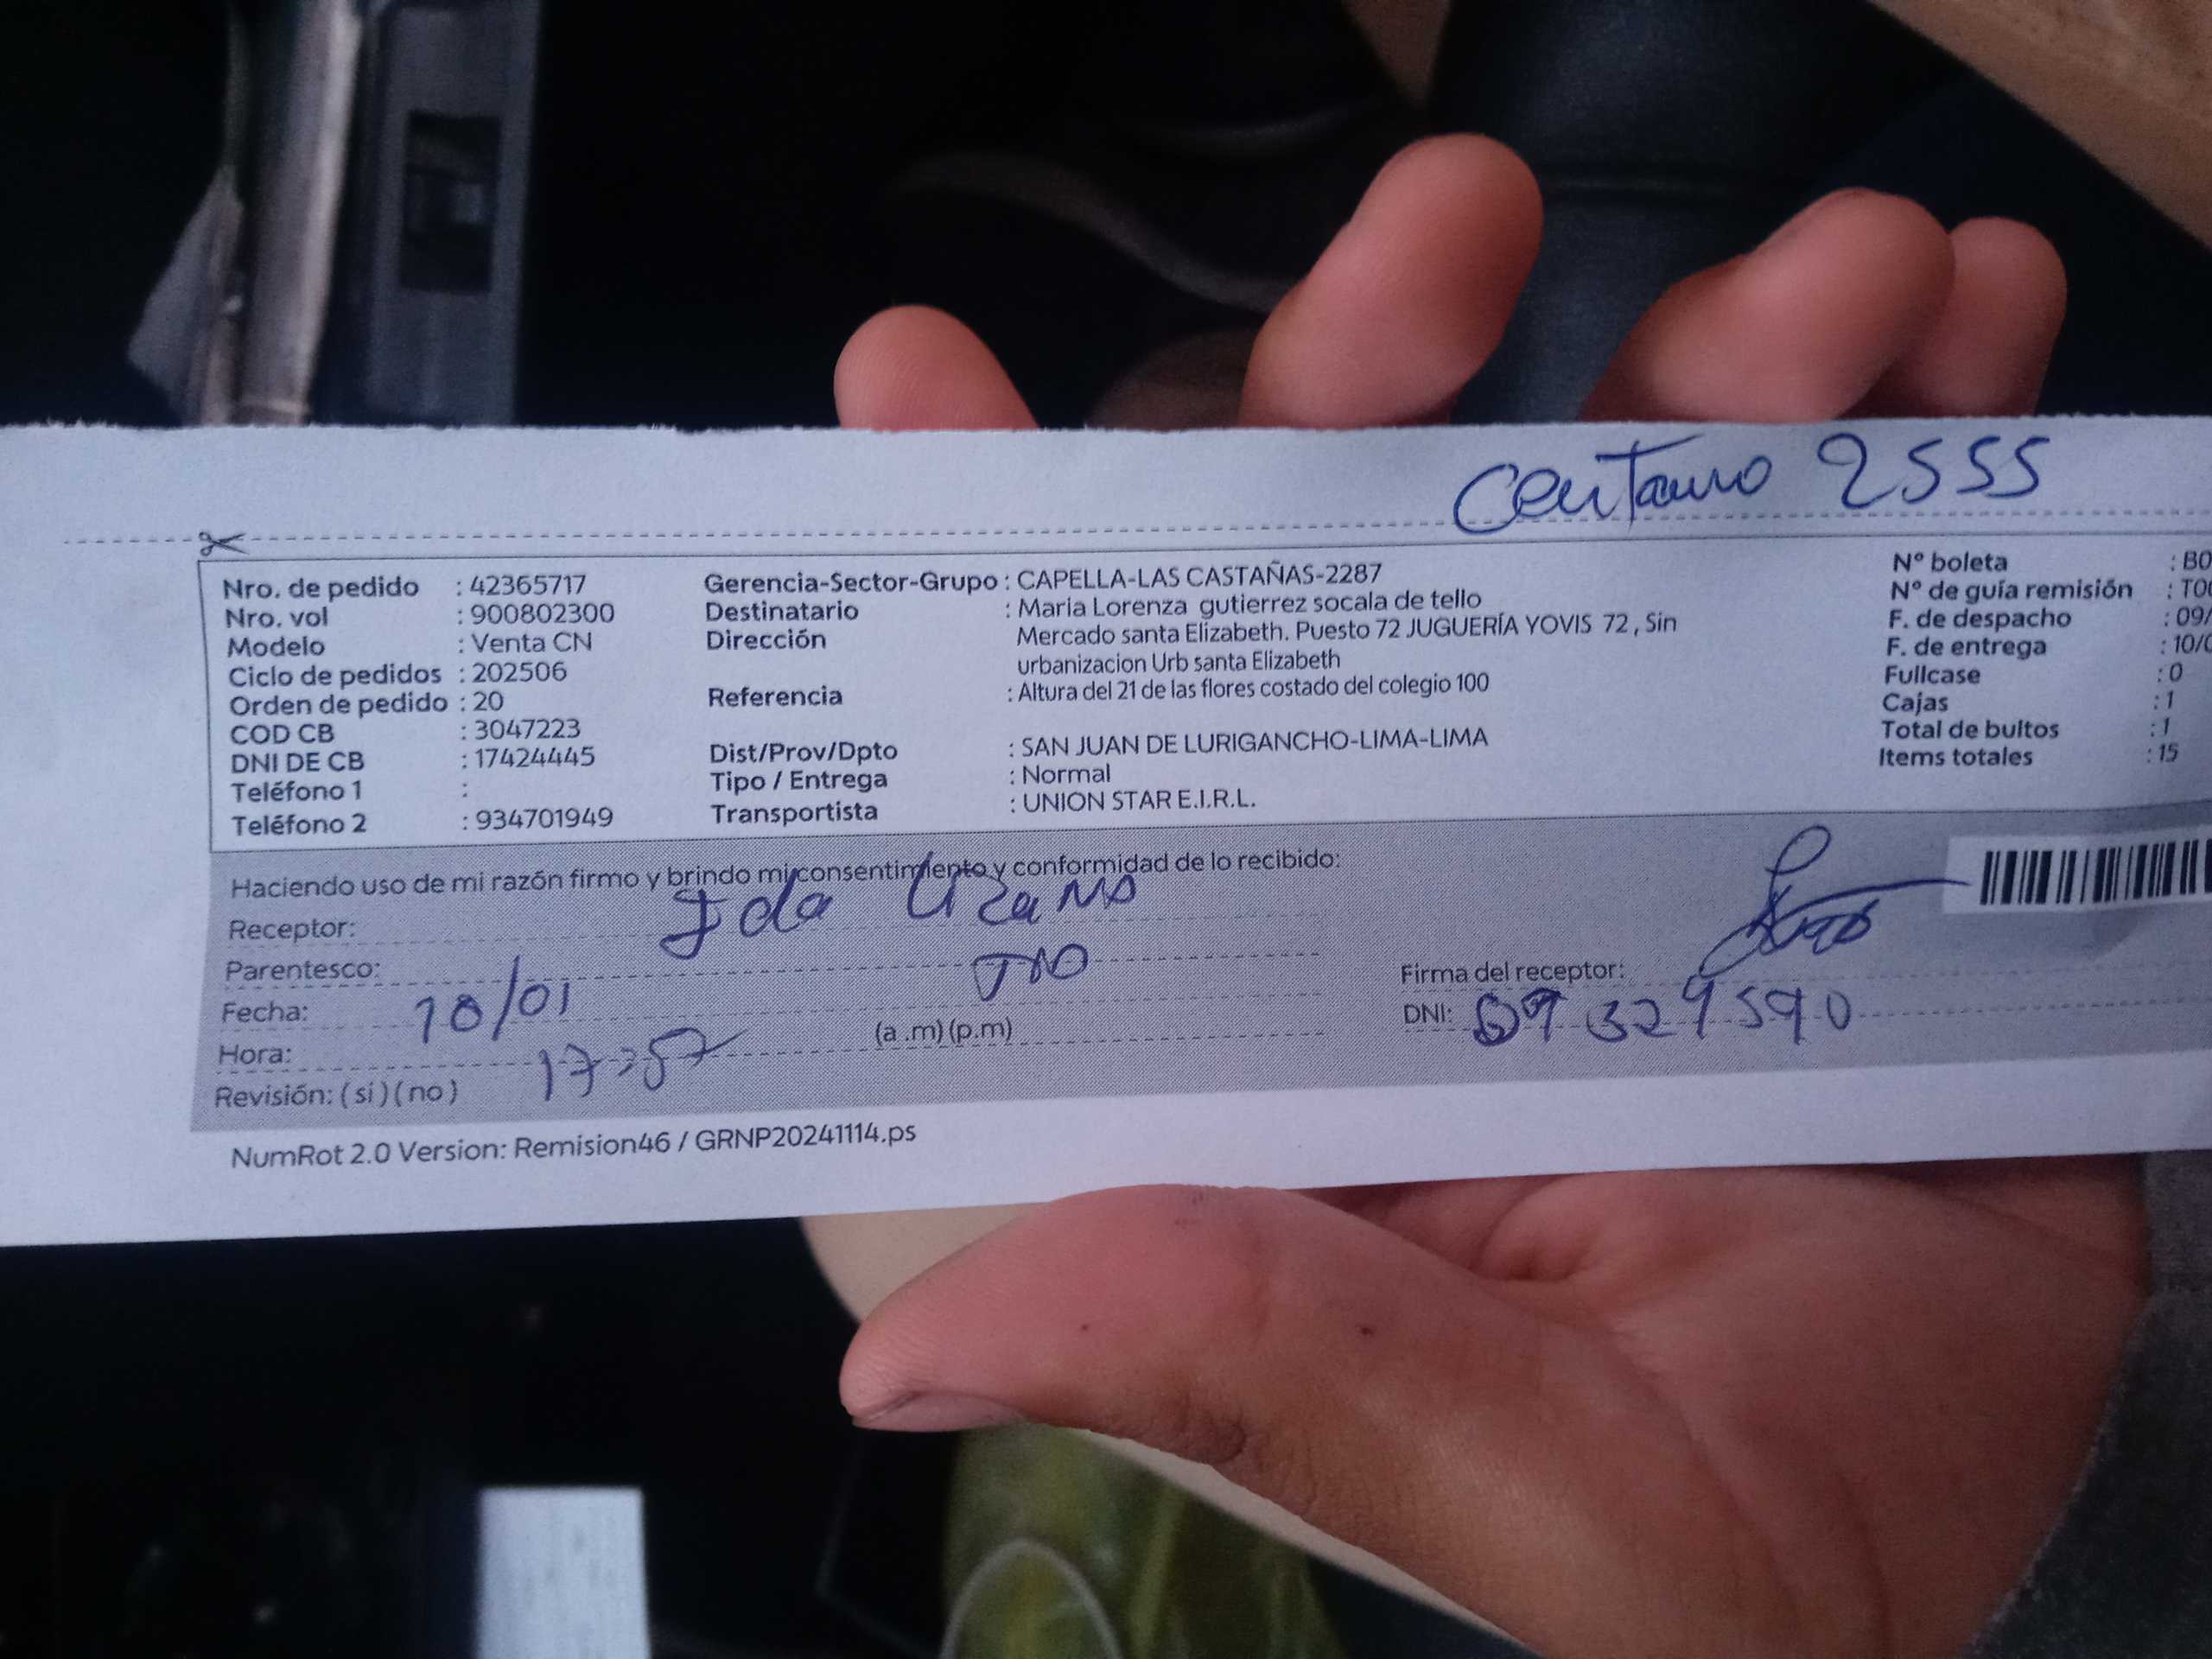 Centauro 2555
Nro. de pedido : 42365717
Nro. vol : 900802300
Modelo : Venta CN
Ciclo de pedidos : 202506
Orden de pedido : 20
COD CB : 3047223
DNI DE CB : 17424445
Teléfono 1 :
Teléfono 2 : 934701949
Gerencia-Sector-Grupo : CAPELLA-LAS CASTAÑAS-2287
Destinatario : Maria Lorenza gutierrez socala de tello
Dirección Mercado santa Elizabeth. Puesto 72 JUGUERÍA YOVIS 72 , Sin
urbanizacion Urb santa Elizabeth
Referencia : Altura del 21 de las flores costado del colegio 100
Dist/Prov/Dpto : SAN JUAN DE LURIGANCHO-LIMA-LIMA
Tipo / Entrega : Normal
Transportista : UNION STAR E.I.R.L.
Nº boleta : B0
Nº de guía remisión : T00
F. de despacho : 09/
F. de entrega : 10/0
Fullcase : 0
Cajas : 1
Total de bultos : 1
Items totales : 15
Haciendo uso de mi razón firmo y brindo mi consentimiento y conformidad de lo recibido:
Receptor: Ida
Parentesco:
Fecha: 10/01
Hora: (a .m) (p.m)
Revisión: ( si ) ( no )
Firma del receptor:
DNI: 09329590
NumRot 2.0 Version: Remision46 / GRNP20241114.ps